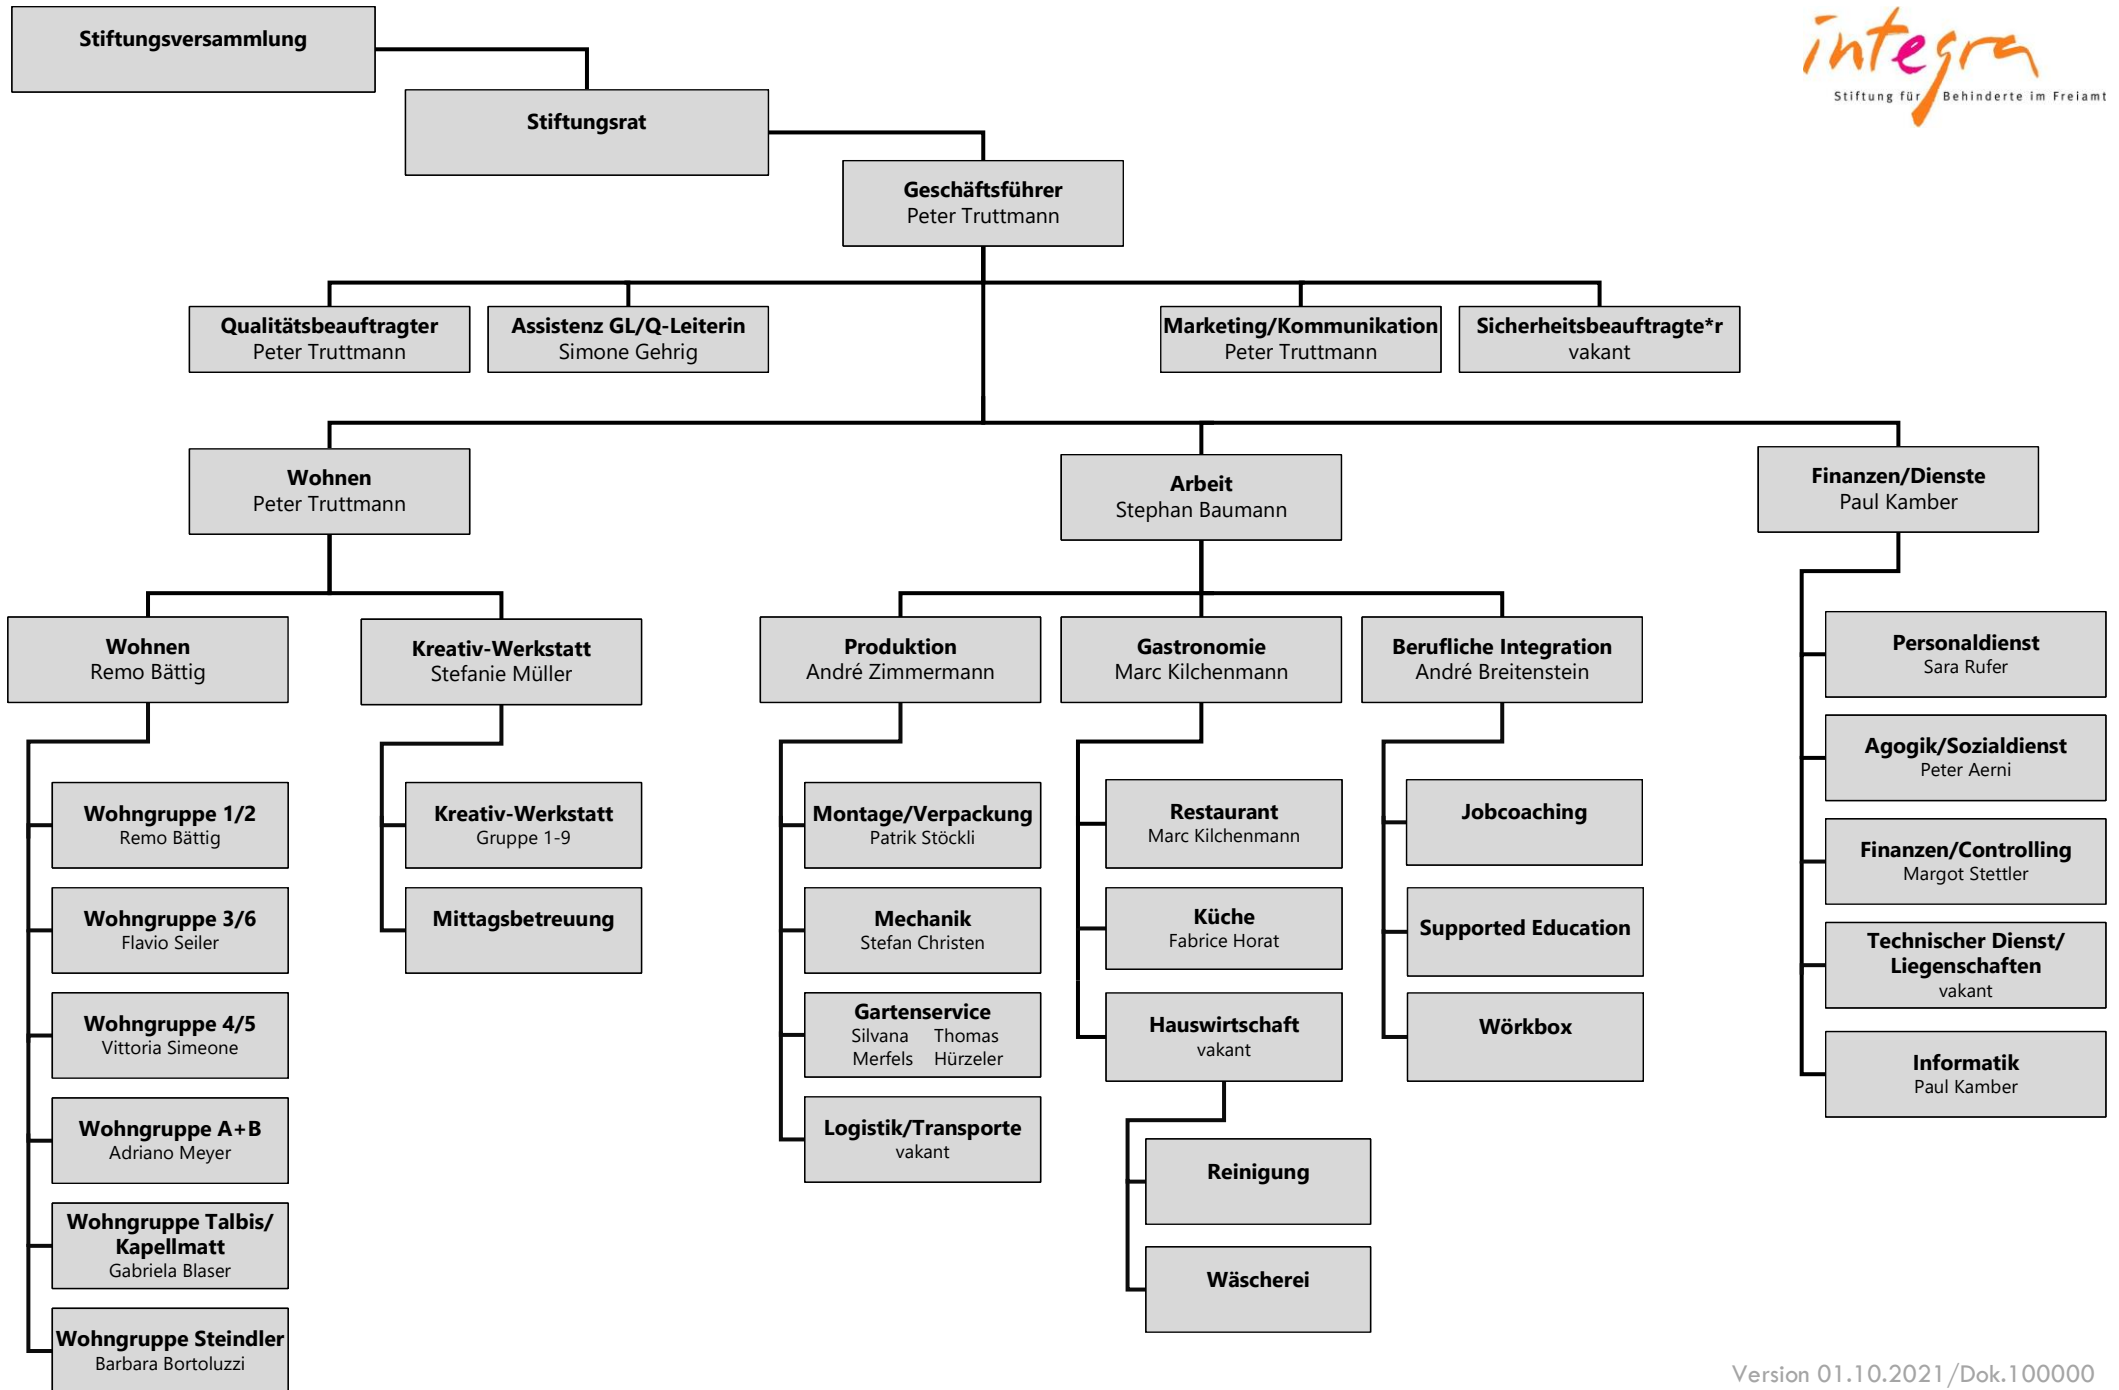 Stiftungsversammlung
integra
Stiftung für Behinderte im Freiamt
Stiftungsrat
Geschäftsführer
Peter Truttmann
Qualitätsbeauftragter
Peter Truttmann
Assistenz GL/Q-Leiterin
Simone Gehrig
Marketing/Kommunikation
Peter Truttmann
Sicherheitsbeauftragte*r
vakant
Wohnen
Peter Truttmann
Arbeit
Stephan Baumann
Finanzen/Dienste
Paul Kamber
Wohnen
Remo Bättig
Kreativ-Werkstatt
Stefanie Müller
Produktion
André Zimmermann
Gastronomie
Marc Kilchenmann
Berufliche Integration
André Breitenstein
Wohngruppe 1/2
Remo Bättig
Wohngruppe 3/6
Flavio Seiler
Wohngruppe 4/5
Vittoria Simeone
Wohngruppe A+B
Adriano Meyer
Wohngruppe Talbis/
Kapellmatt
Gabriela Blaser
Wohngruppe Steindler
Barbara Bortoluzzi
Kreativ-Werkstatt
Gruppe 1-9
Mittagsbetreuung
Montage/Verpackung
Patrik Stöckli
Mechanik
Stefan Christen
Gartenservice
Silvana Thomas
Merfels Hürzeler
Logistik/Transporte
vakant
Restaurant
Marc Kilchenmann
Küche
Fabrice Horat
Hauswirtschaft
vakant
Reinigung
Wäscherei
Jobcoaching
Supported Education
Wörkbox
Personaldienst
Sara Rufer
Agogik/Sozialdienst
Peter Aerni
Finanzen/Controlling
Margot Stettler
Technischer Dienst/
Liegenschaften
vakant
Informatik
Paul Kamber
Version 01.10.2021/Dok.100000